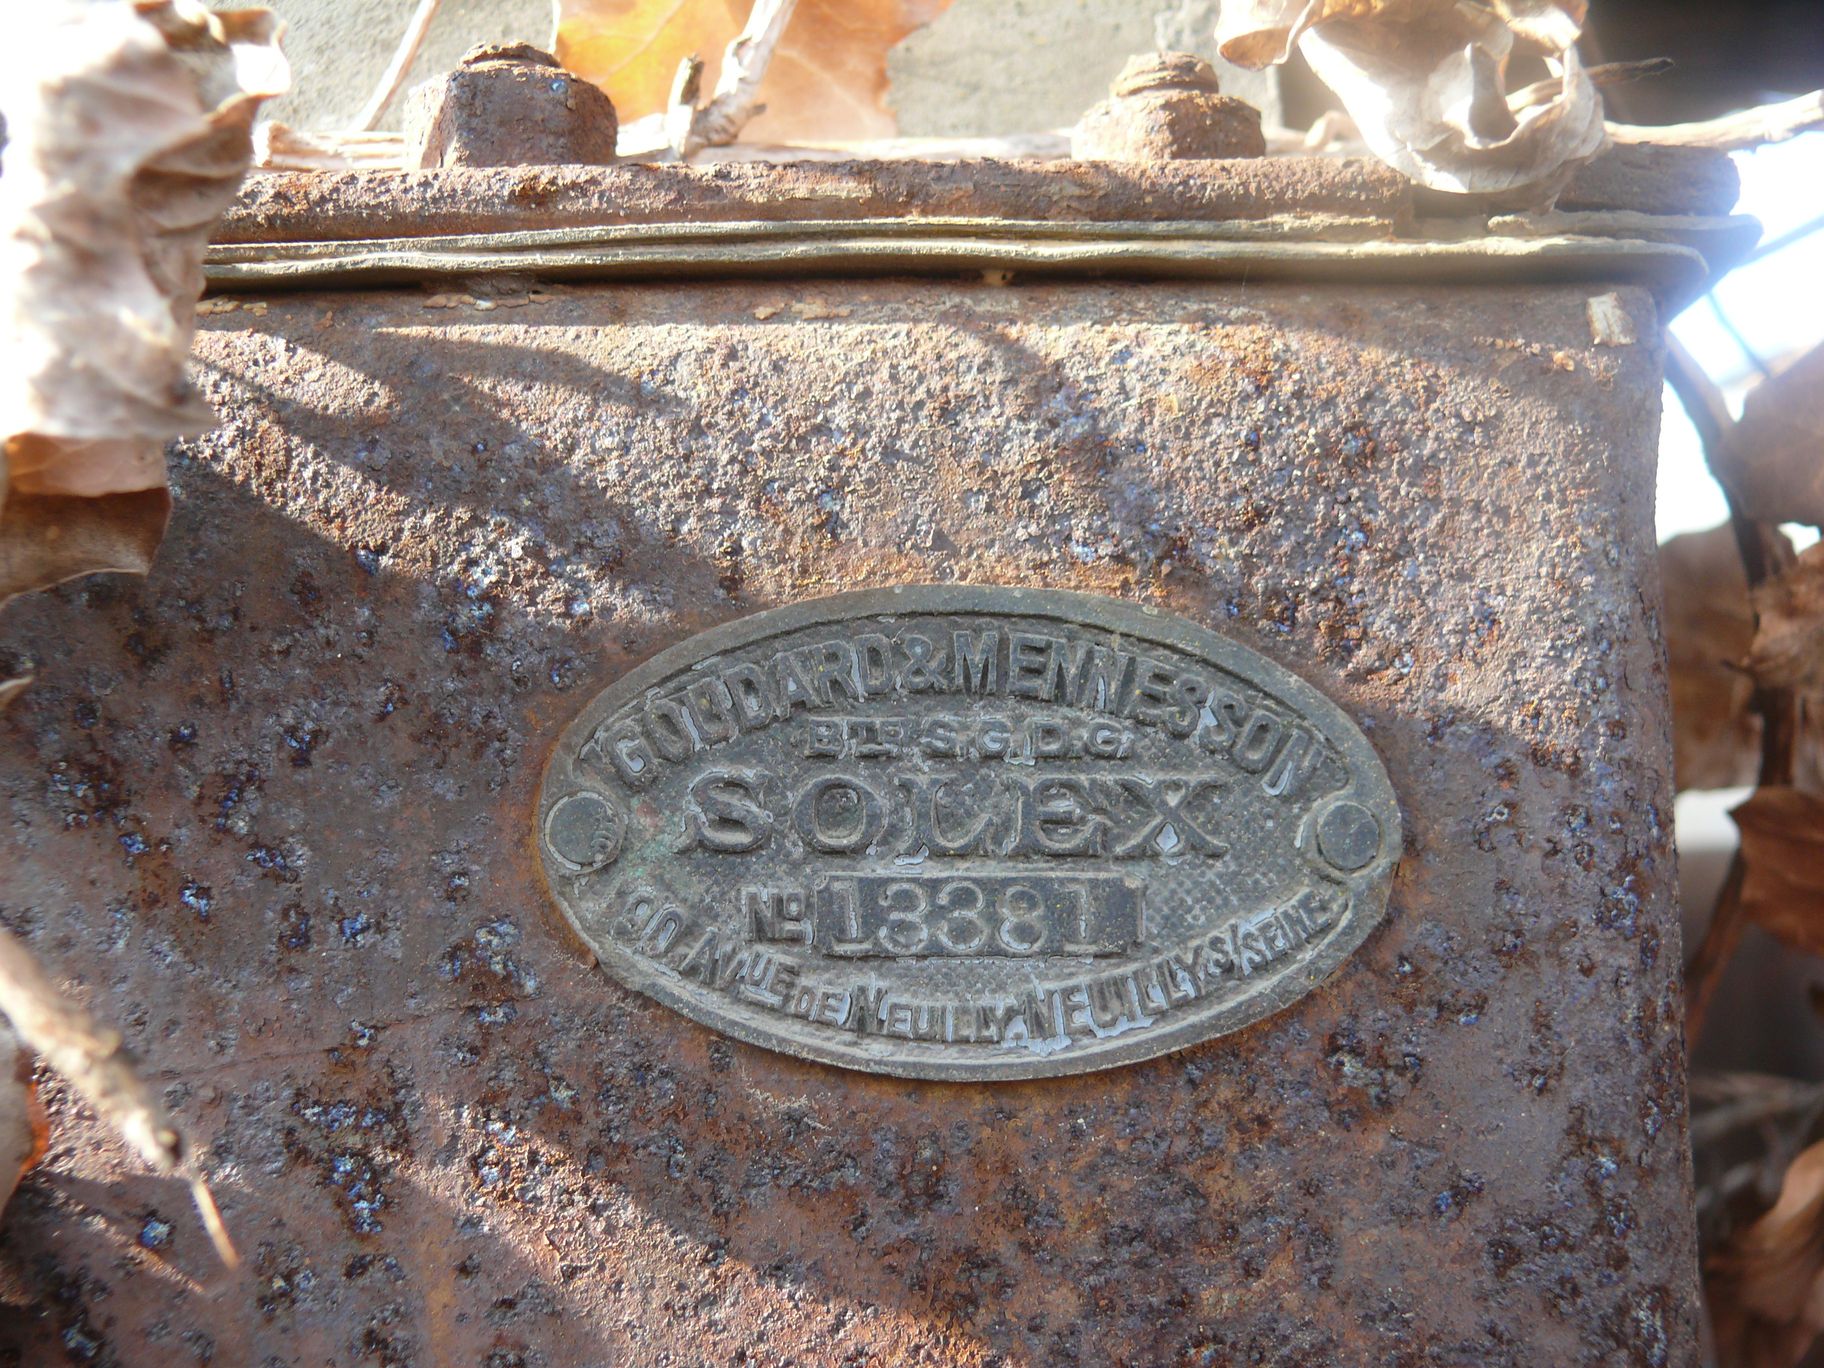 GOUDARD & MENNESSON
BTE S.G.D.G.
SOLEX
No 13381
90. AVUE DE NEUILLY. NEUILLY S/SEINE